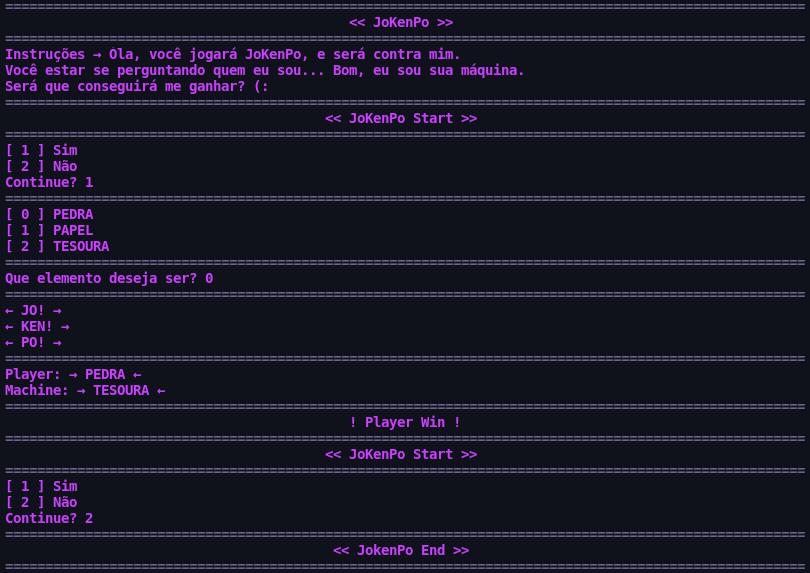 ====================================================================================================
<< JoKenPo >>
====================================================================================================
Instruções → Ola, você jogará JoKenPo, e será contra mim.
Você estar se perguntando quem eu sou... Bom, eu sou sua máquina.
Será que conseguirá me ganhar? (:
====================================================================================================
<< JoKenPo Start >>
====================================================================================================
[ 1 ] Sim
[ 2 ] Não
Continue? 1
====================================================================================================
[ 0 ] PEDRA
[ 1 ] PAPEL
[ 2 ] TESOURA
====================================================================================================
Que elemento deseja ser? 0
====================================================================================================
← JO! →
← KEN! →
← PO! →
====================================================================================================
Player: → PEDRA ←
Machine: → TESOURA ←
====================================================================================================
! Player Win !
====================================================================================================
<< JoKenPo Start >>
====================================================================================================
[ 1 ] Sim
[ 2 ] Não
Continue? 2
====================================================================================================
<< JokenPo End >>
====================================================================================================